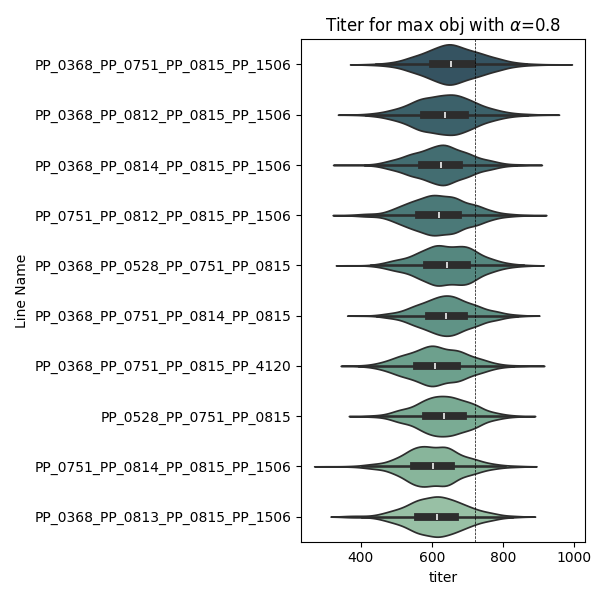 Titer for max obj with α=0.8
PP_0368_PP_0751_PP_0815_PP_1506
PP_0368_PP_0812_PP_0815_PP_1506
PP_0368_PP_0814_PP_0815_PP_1506
PP_0751_PP_0812_PP_0815_PP_1506
PP_0368_PP_0528_PP_0751_PP_0815
PP_0368_PP_0751_PP_0814_PP_0815
PP_0368_PP_0751_PP_0815_PP_4120
PP_0528_PP_0751_PP_0815
PP_0751_PP_0814_PP_0815_PP_1506
PP_0368_PP_0813_PP_0815_PP_1506
Line Name
400 600 800 1000
titer